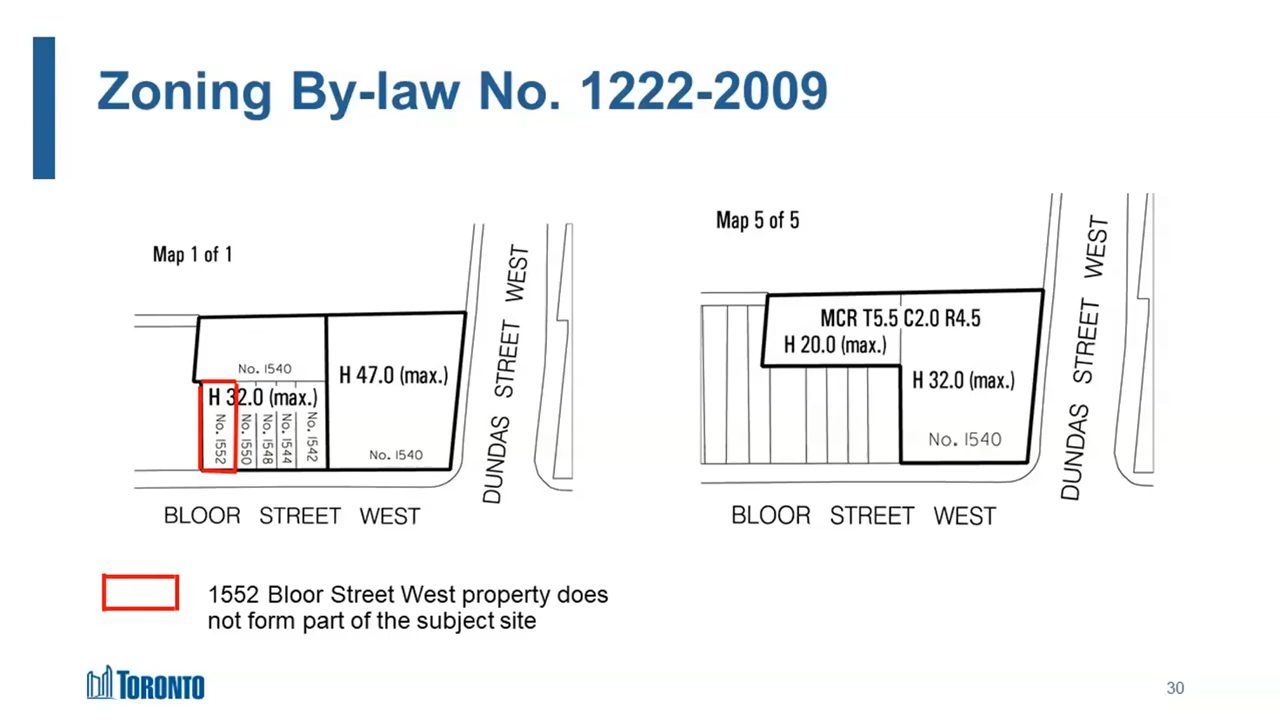 Zoning By-law No. 1222-2009
Map 1 of 1
No. 1540
H 32.0 (max.)
No. 1552
No. 1550
No. 1548
No. 1544
No. 1542
H 47.0 (max.)
No. 1540
DUNDAS STREET WEST
BLOOR STREET WEST
Map 5 of 5
MCR T5.5 C2.0 R4.5
H 20.0 (max.)
H 32.0 (max.)
No. 1540
DUNDAS STREET WEST
BLOOR STREET WEST
1552 Bloor Street West property does
not form part of the subject site
TORONTO
30